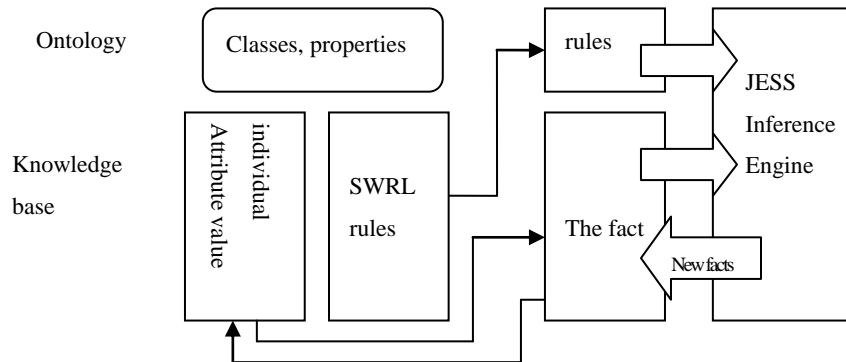 Ontology
Classes, properties
rules
JESS
Inference
Engine
Knowledge
base
individual
Attribute value
SWRL
rules
The fact
New facts